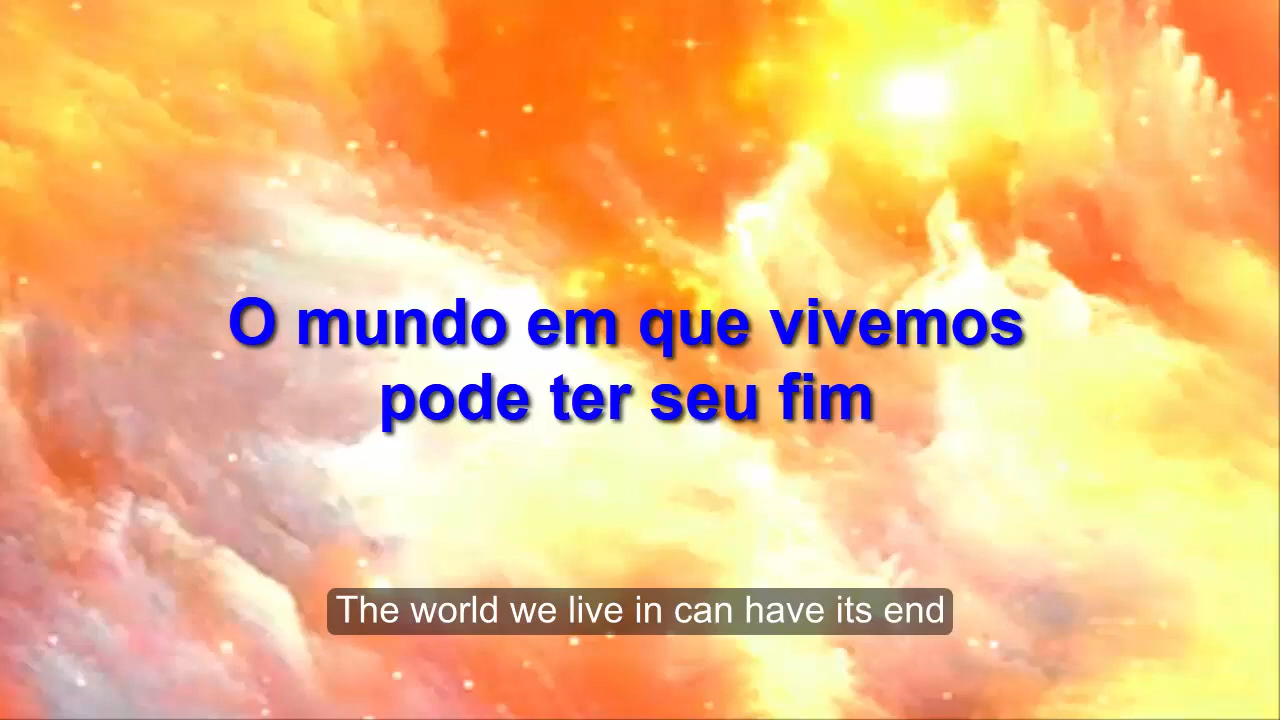 O mundo em que vivemos
pode ter seu fim
The world we live in can have its end